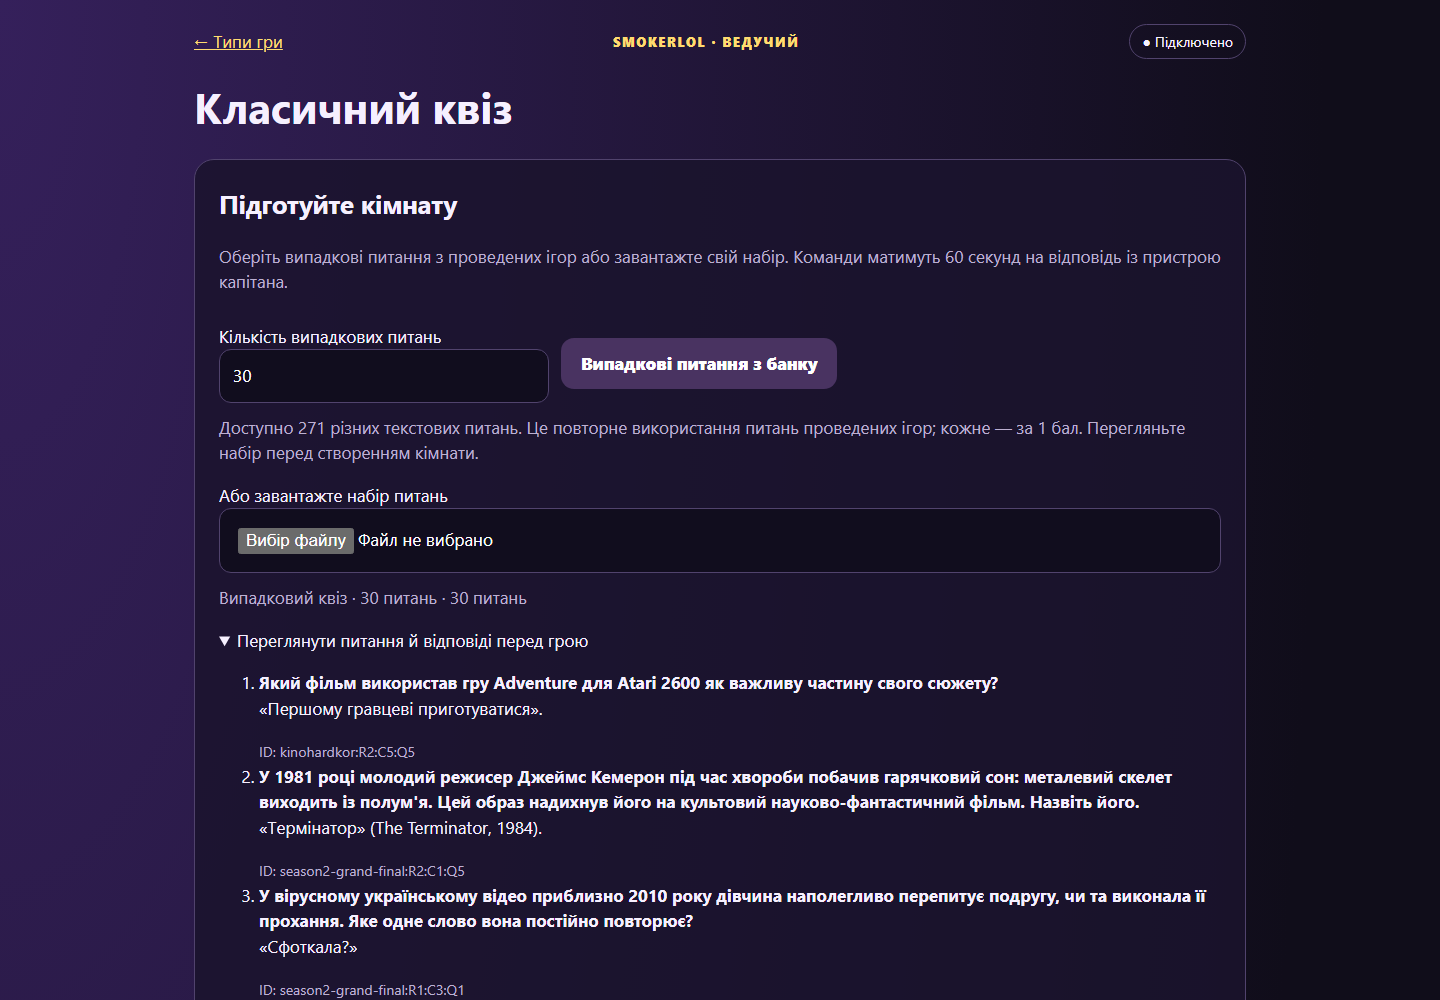 ← Типи гри
SMOKERLOL · ВЕДУЧИЙ
● Підключено
Класичний квіз
Підготуйте кімнату
Оберіть випадкові питання з проведених ігор або завантажте свій набір. Команди матимуть 60 секунд на відповідь із пристрою
капітана.
Кількість випадкових питань
30
Випадкові питання з банку
Доступно 271 різних текстових питань. Це повторне використання питань проведених ігор; кожне — за 1 бал. Перегляньте
набір перед створенням кімнати.
Або завантажте набір питань
Вибір файлу Файл не вибрано
Випадковий квіз · 30 питань · 30 питань
▼ Переглянути питання й відповіді перед грою
1. Який фільм використав гру Adventure для Atari 2600 як важливу частину свого сюжету?
«Першому гравцеві приготуватися».
ID: kinohardkor:R2:C5:Q5
2. У 1981 році молодий режисер Джеймс Кемерон під час хвороби побачив гарячковий сон: металевий скелет
виходить із полум'я. Цей образ надихнув його на культовий науково-фантастичний фільм. Назвіть його.
«Термінатор» (The Terminator, 1984).
ID: season2-grand-final:R2:C1:Q5
3. У вірусному українському відео приблизно 2010 року дівчина наполегливо перепитує подругу, чи та виконала її
прохання. Яке одне слово вона постійно повторює?
«Сфоткала?»
ID: season2-grand-final:R1:C3:Q1